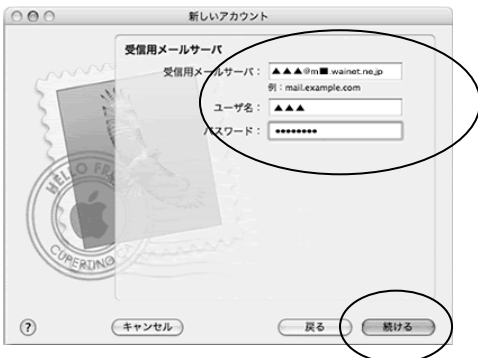 新しいアカウント
受信用メールサーバ
受信用メールサーバ： ▲▲▲@m■.wainet.ne.jp
例：mail.example.com
ユーザ名： ▲▲▲
パスワード： ●●●●●●●●
HELLO FR
CUPERTINO CA
? キャンセル 戻る 続ける